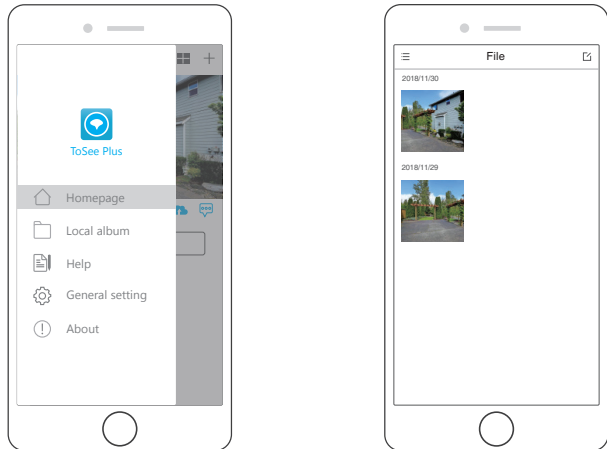 ToSee Plus
Homepage
Local album
Help
General setting
About
File
2018/11/30
2018/11/29